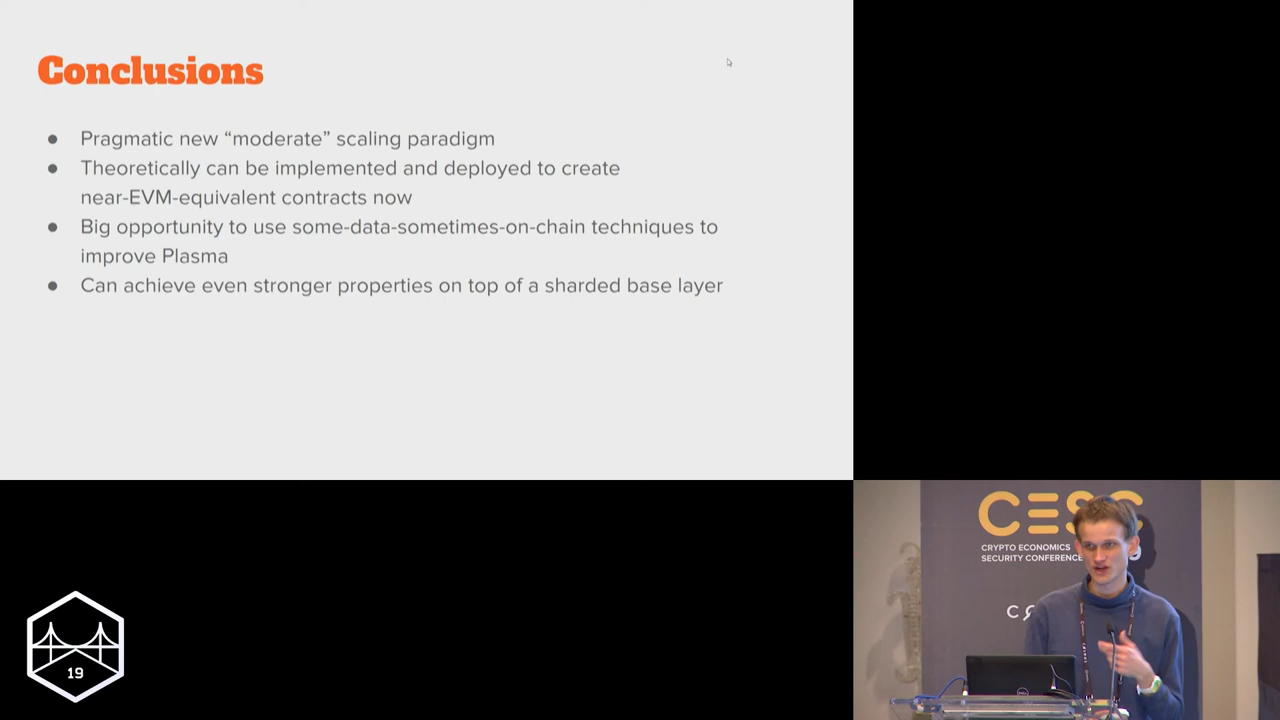 Conclusions
● Pragmatic new “moderate” scaling paradigm
● Theoretically can be implemented and deployed to create
near-EVM-equivalent contracts now
● Big opportunity to use some-data-sometimes-on-chain techniques to
improve Plasma
● Can achieve even stronger properties on top of a sharded base layer
CESC
CRYPTO ECONOMICS
SECURITY CONFERENCE
19